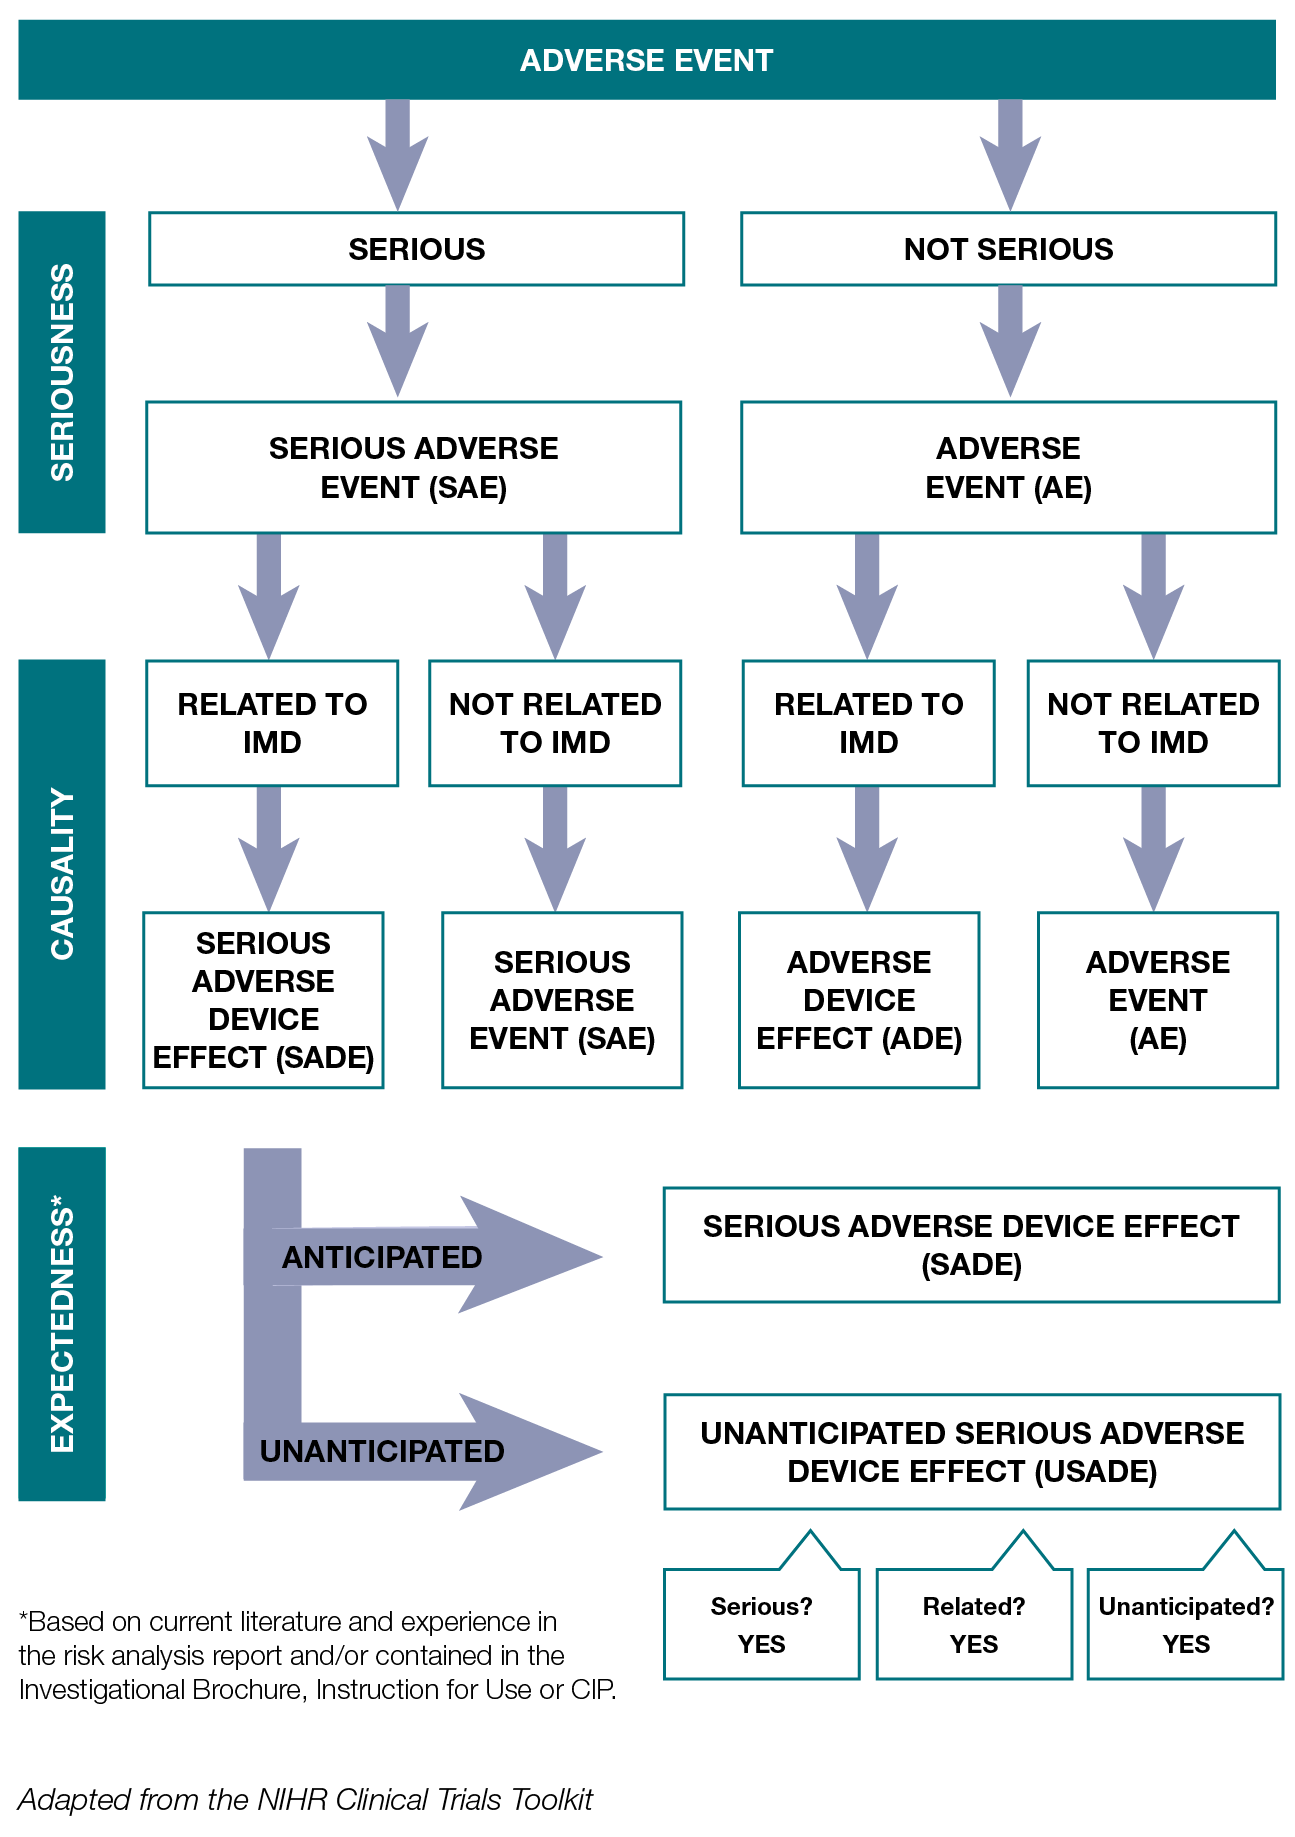 ADVERSE EVENT
SERIOUSNESS
SERIOUS
NOT SERIOUS
SERIOUS ADVERSE
EVENT (SAE)
ADVERSE
EVENT (AE)
CAUSALITY
RELATED TO
IMD
NOT RELATED
TO IMD
RELATED TO
IMD
NOT RELATED
TO IMD
SERIOUS
ADVERSE
DEVICE
EFFECT (SADE)
SERIOUS
ADVERSE
EVENT (SAE)
ADVERSE
DEVICE
EFFECT (ADE)
ADVERSE
EVENT
(AE)
EXPECTEDNESS*
ANTICIPATED
SERIOUS ADVERSE DEVICE EFFECT
(SADE)
UNANTICIPATED
UNANTICIPATED SERIOUS ADVERSE
DEVICE EFFECT (USADE)
Serious?
YES
Related?
YES
Unanticipated?
YES
*Based on current literature and experience in
the risk analysis report and/or contained in the
Investigational Brochure, Instruction for Use or CIP.
Adapted from the NIHR Clinical Trials Toolkit